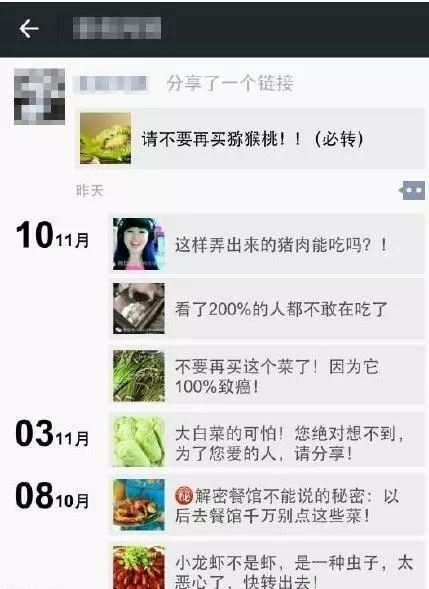 分享了一个链接
请不要再买猕猴桃！！（必转）
昨天
10 11月
这样弄出来的猪肉能吃吗？！
看了200%的人都不敢在吃了
不要再买这个菜了！因为它
100%致癌！
03 11月
大白菜的可怕！您绝对想不到，
为了您爱的人，请分享！
08 10月
㊙解密餐馆不能说的秘密：以
后去餐馆千万别点这些菜！
小龙虾不是虾，是一种虫子，太
恶心了，快转出去！